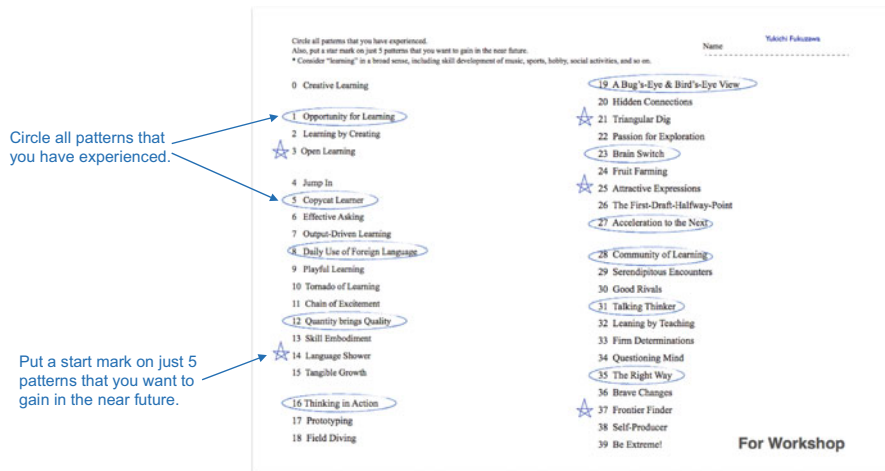 Circle all patterns that you have experienced.
Also, put a star mark on just 5 patterns that you want to gain in the near future.
* Consider "learning" in a broad sense, including skill development of music, sports, hobby, social activities, and so on.
Name
Yukichi Fukuzawa
Circle all patterns that
you have experienced.
Put a start mark on just 5
patterns that you want to
gain in the near future.
0 Creative Learning
1 Opportunity for Learning
2 Learning by Creating
3 Open Learning
4 Jump In
5 Copycat Learner
6 Effective Asking
7 Output-Driven Learning
8 Daily Use of Foreign Language
9 Playful Learning
10 Tornado of Learning
11 Chain of Excitement
12 Quantity brings Quality
13 Skill Embodiment
14 Language Shower
15 Tangible Growth
16 Thinking in Action
17 Prototyping
18 Field Diving
19 A Bug's-Eye & Bird's-Eye View
20 Hidden Connections
21 Triangular Dig
22 Passion for Exploration
23 Brain Switch
24 Fruit Farming
25 Attractive Expressions
26 The First-Draft-Halfway-Point
27 Acceleration to the Next
28 Community of Learning
29 Serendipitous Encounters
30 Good Rivals
31 Talking Thinker
32 Leaning by Teaching
33 Firm Determinations
34 Questioning Mind
35 The Right Way
36 Brave Changes
37 Frontier Finder
38 Self-Producer
39 Be Extreme!
For Workshop